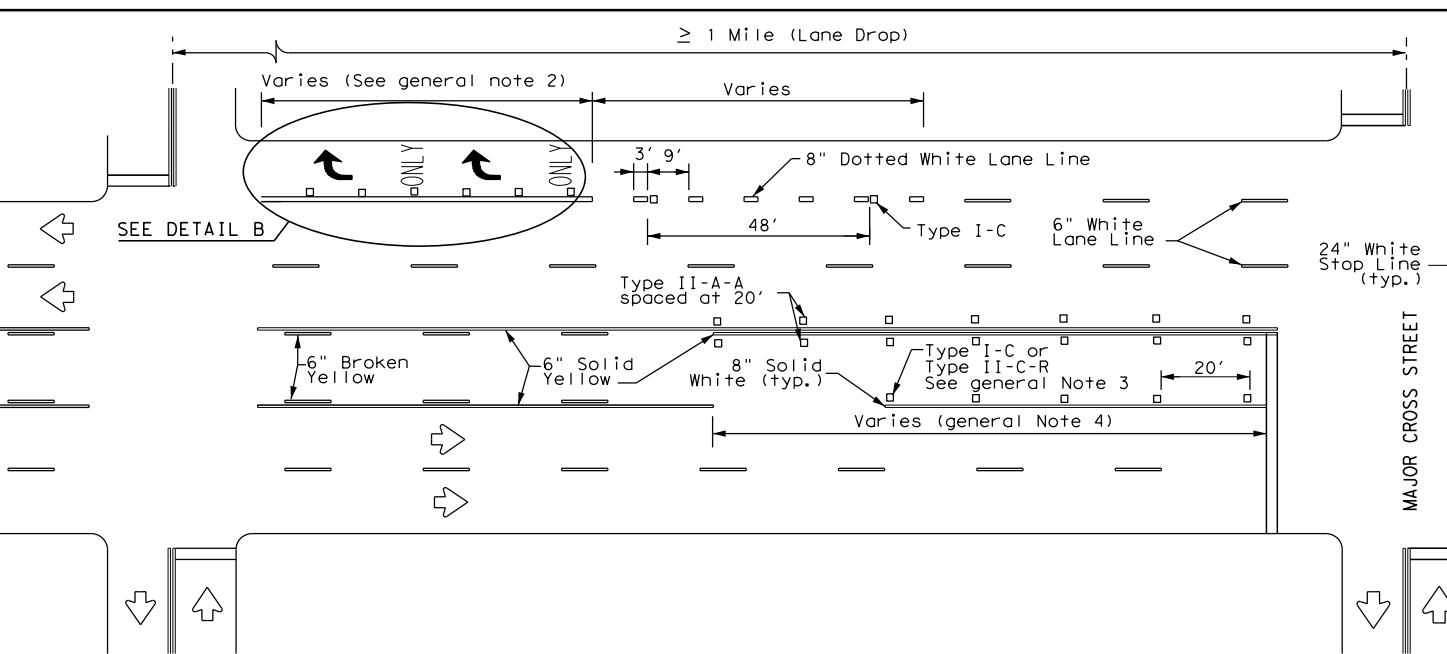 ≥ 1 Mile (Lane Drop)
Varies (See general note 2)
Varies
ONLY
ONLY
3' 9'
8" Dotted White Lane Line
SEE DETAIL B
48'
Type I-C
6" White
Lane Line
24" White
Stop Line
(typ.)
Type II-A-A
spaced at 20'
6" Broken
Yellow
6" Solid
Yellow
8" Solid
White (typ.)
Type I-C or
Type II-C-R
See general Note 3
20'
Varies (general Note 4)
MAJOR CROSS STREET